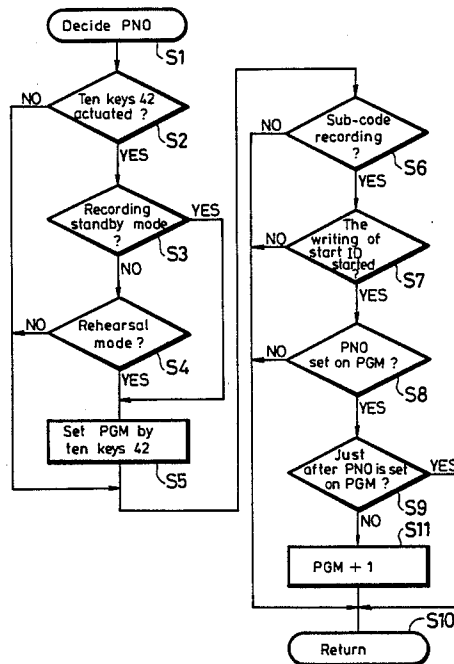 Decide PNO
S1
NO
Ten keys 42
actuated ?
S2
YES
Recording
standby mode
?
YES
S3
NO
NO
Rehearsal
mode ?
S4
YES
Set PGM by
ten keys 42
S5
NO
Sub-code
recording
?
S6
YES
NO
The
writing of
start ID
started
?
S7
YES
NO
PNO
set on PGM ?
S8
YES
Just
after PNO is set
on PGM ?
YES
S9
NO
S11
PGM + 1
S10
Return